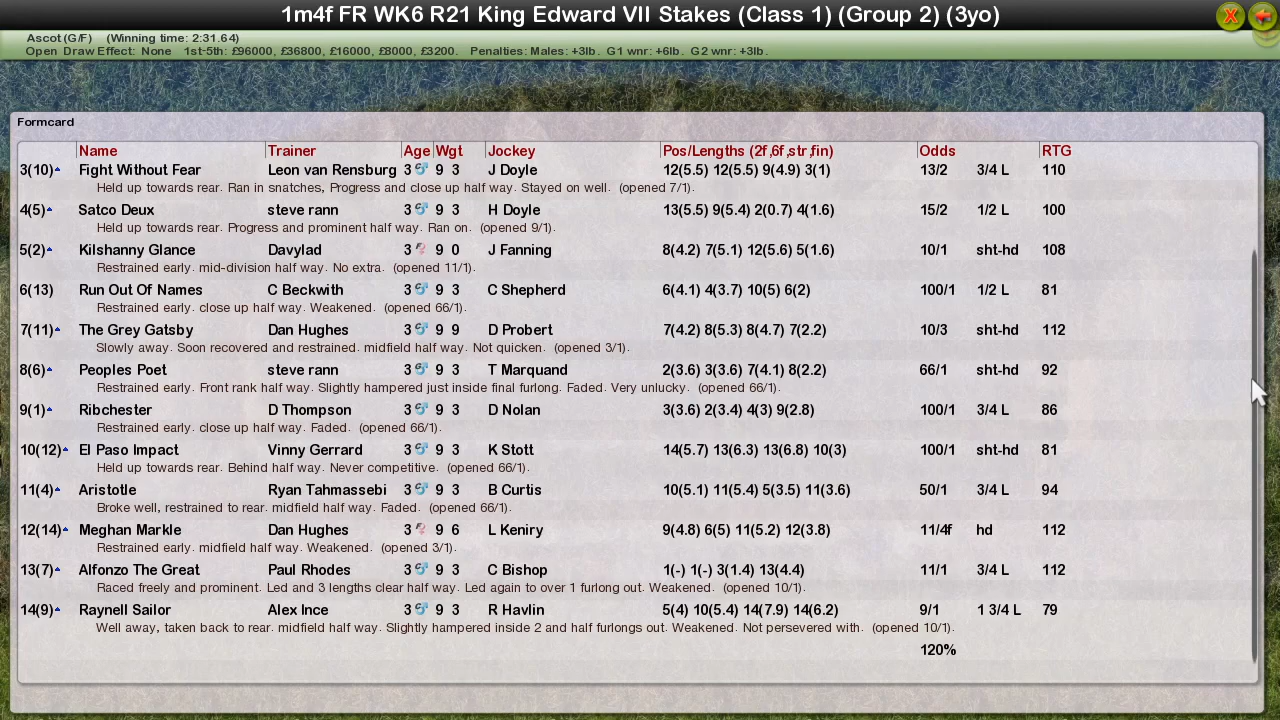 1m4f FR WK6 R21 King Edward VII Stakes (Class 1) (Group 2) (3yo)
X
Ascot(G/F) (Winning time: 2:31.64)
Open Draw Effect: None 1st-5th: £96000, £36800, £16000, £8000, £3200. Penalties: Males: +3lb. G1 wnr: +6lb. G2 wnr: +3lb.
Formcard
Name Trainer Age Wgt Jockey Pos/Lengths (2f,6f,str,fin) Odds RTG
3(10) Fight Without Fear Leon van Rensburg 3 9 3 J Doyle 12(5.5) 12(5.5) 9(4.9) 3(1) 13/2 3/4 L 110
Held up towards rear. Ran in snatches, Progress and close up half way. Stayed on well. (opened 7/1).
4(5) Satco Deux steve rann 3 9 3 H Doyle 13(5.5) 9(5.4) 2(0.7) 4(1.6) 15/2 1/2 L 100
Held up towards rear. Progress and prominent half way. Ran on. (opened 9/1).
5(2) Kilshanny Glance Davylad 3 9 0 J Fanning 8(4.2) 7(5.1) 12(5.6) 5(1.6) 10/1 sht-hd 108
Restrained early. mid-division half way. No extra. (opened 11/1).
6(13) Run Out Of Names C Beckwith 3 9 3 C Shepherd 6(4.1) 4(3.7) 10(5) 6(2) 100/1 1/2 L 81
Restrained early. close up half way. Weakened. (opened 66/1).
7(11) The Grey Gatsby Dan Hughes 3 9 9 D Probert 7(4.2) 8(5.3) 8(4.7) 7(2.2) 10/3 sht-hd 112
Slowly away. Soon recovered and restrained. midfield half way. Not quicken. (opened 3/1).
8(6) Peoples Poet steve rann 3 9 3 T Marquand 2(3.6) 3(3.6) 7(4.1) 8(2.2) 66/1 sht-hd 92
Restrained early. Front rank half way. Slightly hampered just inside final furlong. Faded. Very unlucky. (opened 66/1).
9(1) Ribchester D Thompson 3 9 3 D Nolan 3(3.6) 2(3.4) 4(3) 9(2.8) 100/1 3/4 L 86
Restrained early. close up half way. Faded. (opened 66/1).
10(12) El Paso Impact Vinny Gerrard 3 9 3 K Stott 14(5.7) 13(6.3) 13(6.8) 10(3) 100/1 sht-hd 81
Held up towards rear. Behind half way. Never competitive. (opened 66/1).
11(4) Aristotle Ryan Tahmassebi 3 9 3 B Curtis 10(5.1) 11(5.4) 5(3.5) 11(3.6) 50/1 3/4 L 94
Broke well, restrained to rear. midfield half way. Faded. (opened 66/1).
12(14) Meghan Markle Dan Hughes 3 9 6 L Keniry 9(4.8) 6(5) 11(5.2) 12(3.8) 11/4f hd 112
Restrained early. midfield half way. Weakened. (opened 3/1).
13(7) Alfonzo The Great Paul Rhodes 3 9 3 C Bishop 1(-) 1(-) 3(1.4) 13(4.4) 11/1 3/4 L 112
Raced freely and prominent. Led and 3 lengths clear half way. Led again to over 1 furlong out. Weakened. (opened 10/1).
14(9) Raynell Sailor Alex Ince 3 9 3 R Havlin 5(4) 10(5.4) 14(7.9) 14(6.2) 9/1 1 3/4 L 79
Well away, taken back to rear. midfield half way. Slightly hampered inside 2 and half furlongs out. Weakened. Not persevered with. (opened 10/1).
120%